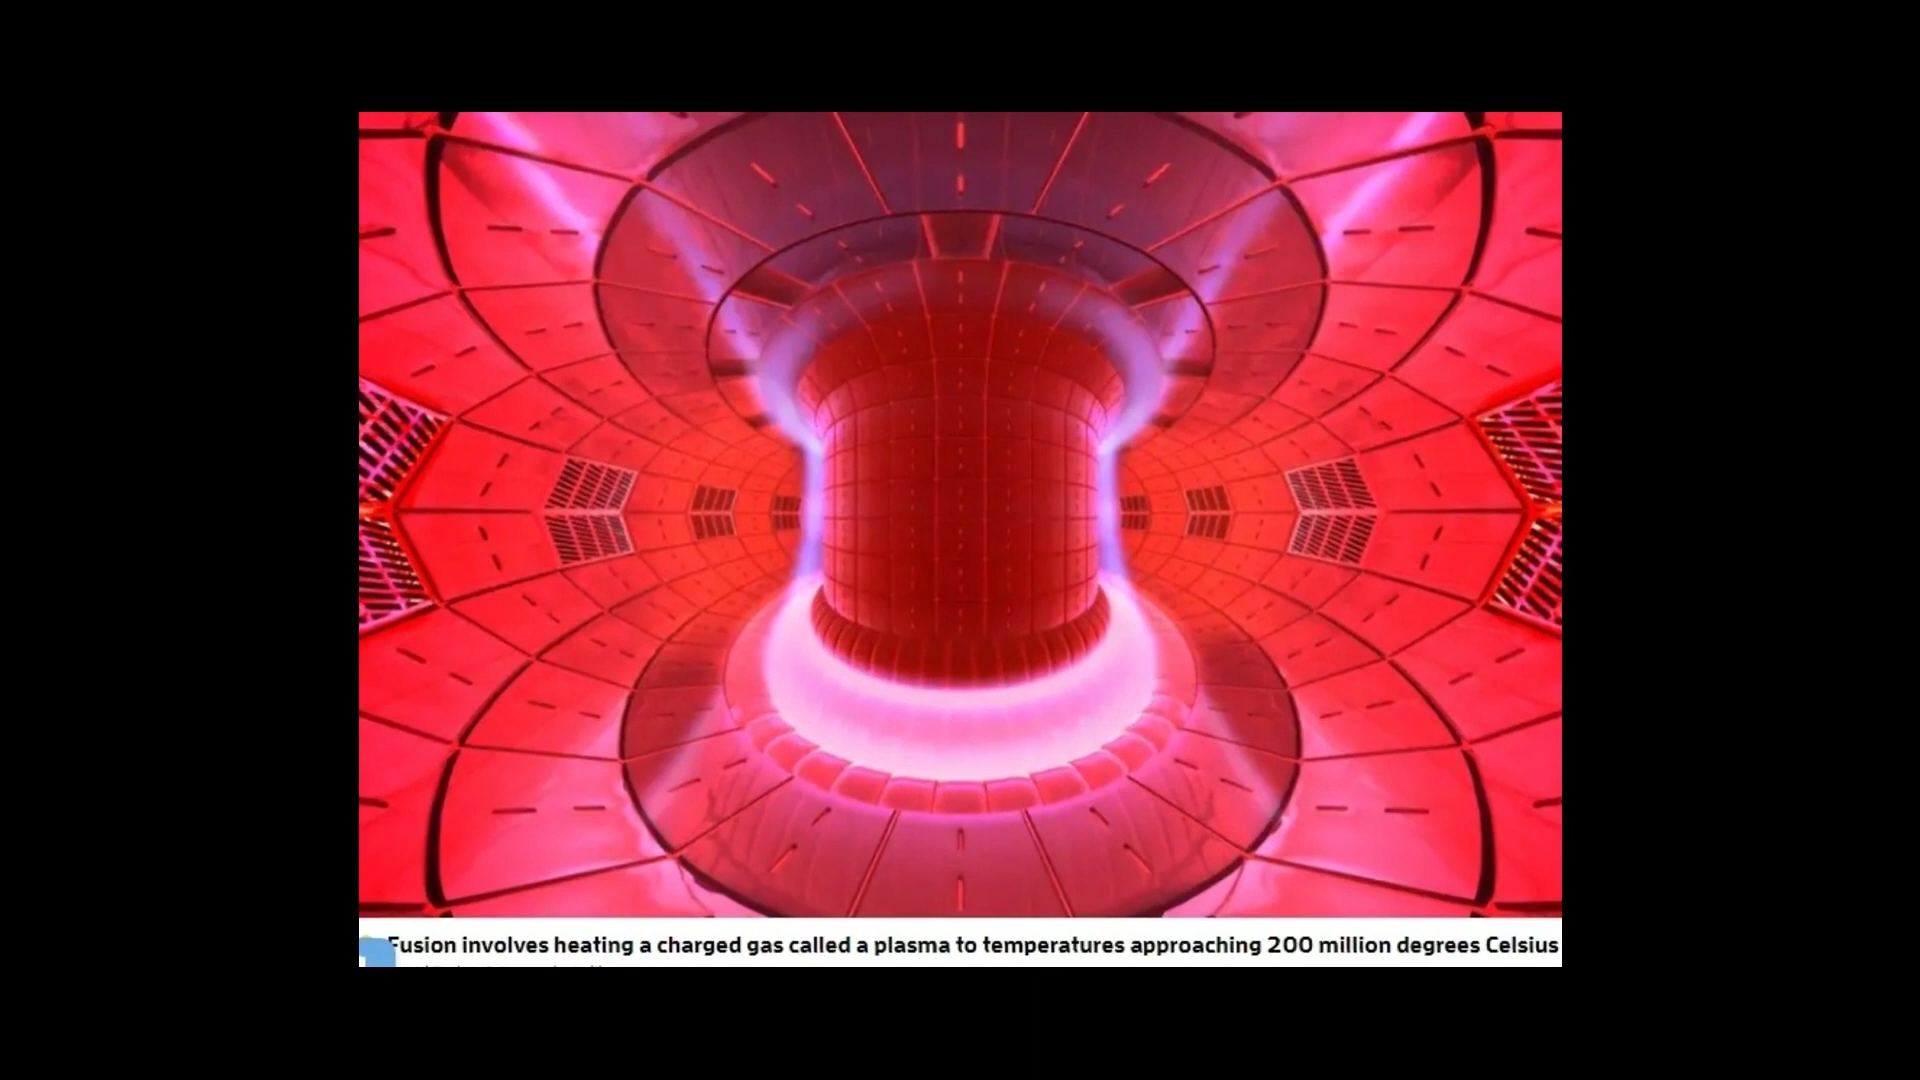 Fusion involves heating a charged gas called a plasma to temperatures approaching 200 million degrees Celsius